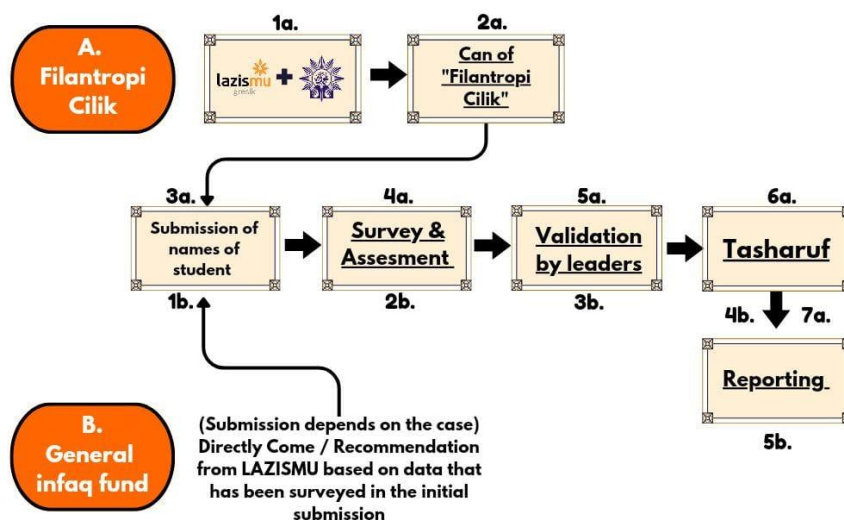 A.
Filantropi
Cilik
1a.
lazismu
gresik
2a.
Can of
"Filantropi
Cilik"
3a.
Submission of
names of
student
1b.
4a.
Survey &
Assesment
2b.
5a.
Validation
by leaders
3b.
6a.
Tasharuf
4b.
7a.
Reporting
5b.
B.
General
infaq fund
(Submission depends on the case)
Directly Come / Recommendation
from LAZISMU based on data that
has been surveyed in the initial
submission